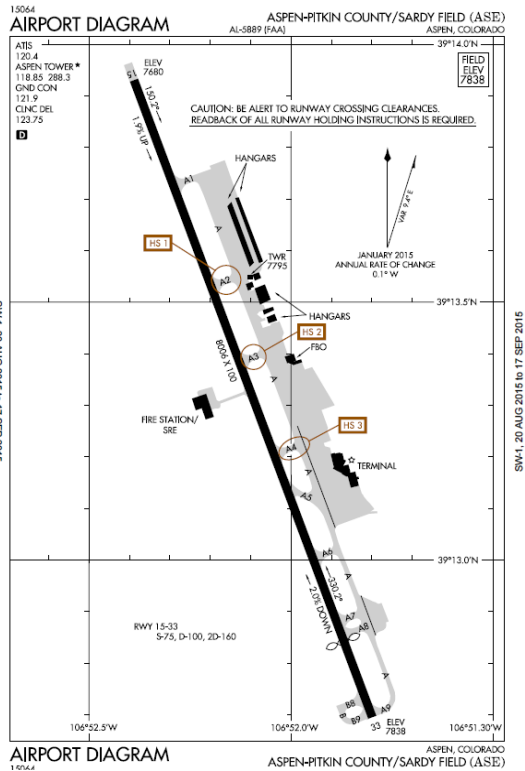 15064
AIRPORT DIAGRAM
ASPEN-PITKIN COUNTY/SARDY FIELD (ASE)
AL-5889 (FAA)
ASPEN, COLORADO
ATIS
120.4
ASPEN TOWER ★
118.85 288.3
GND CON
121.9
CLNC DEL
123.75
D
15
ELEV
7680
39°14.0'N
FIELD
ELEV
7838
150.2°
1.9% UP
CAUTION: BE ALERT TO RUNWAY CROSSING CLEARANCES.
READBACK OF ALL RUNWAY HOLDING INSTRUCTIONS IS REQUIRED.
HANGARS
A1
A
VAR 9.4° E
JANUARY 2015
ANNUAL RATE OF CHANGE
0.1° W
HS 1
TWR
7795
A2
39°13.5'N
HANGARS
HS 2
A3
FBO
8006 X 100
A
FIRE STATION/
SRE
HS 3
A4
TERMINAL
A
A5
A6
39°13.0'N
A
330.2°
2.0% DOWN
RWY 15-33
S-75, D-100, 2D-160
A7
A8
A
B8
B
B9
33
A9
ELEV
7838
106°52.5'W
106°52.0'W
106°51.30'W
SW-1, 20 AUG 2015 to 17 SEP 2015
AIRPORT DIAGRAM
15064
ASPEN, COLORADO
ASPEN-PITKIN COUNTY/SARDY FIELD (ASE)